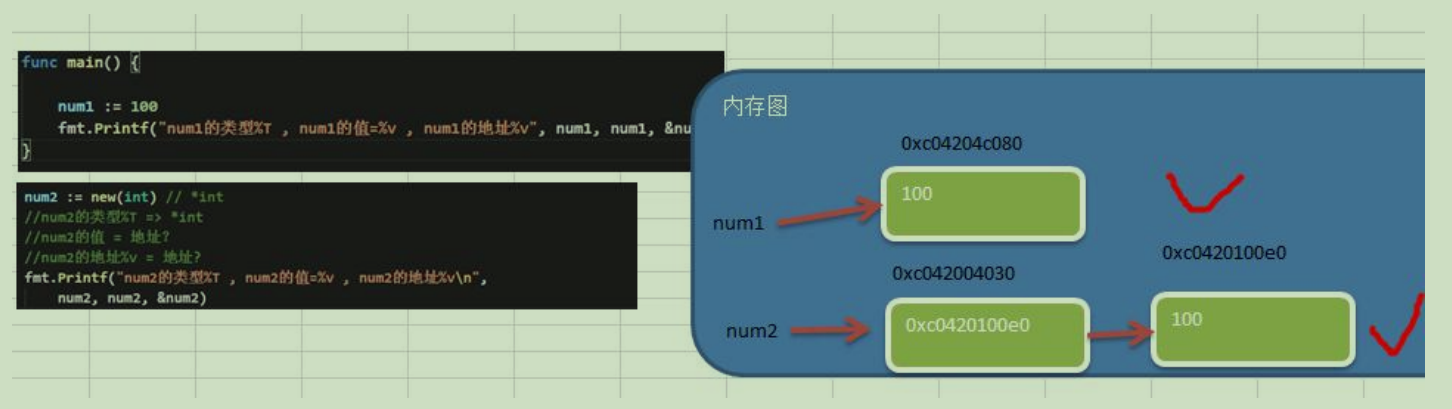 func main() {
num1 := 100
fmt.Printf("num1的类型%T , num1的值=%v , num1的地址%v", num1, num1, &nu
}
num2 := new(int) // *int
//num2的类型%T => *int
//num2的值 = 地址?
//num2的地址%v = 地址?
fmt.Printf("num2的类型%T , num2的值=%v , num2的地址%v\n",
num2, num2, &num2)
内存图
0xc04204c080
100
num1
0xc0420100e0
0xc042004030
num2
0xc0420100e0
100